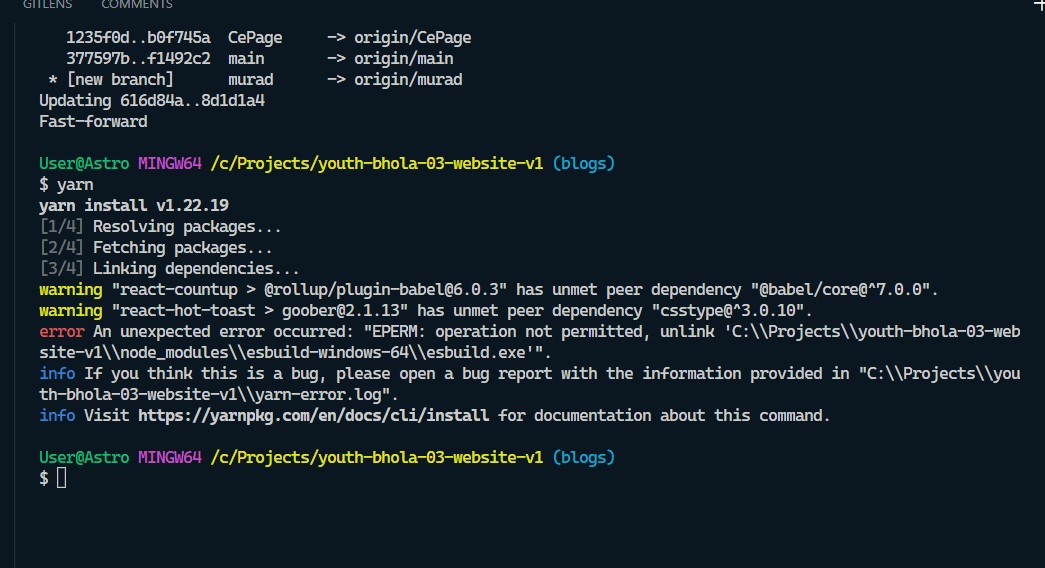 GITLENS COMMENTS
1235f0d..b0f745a CePage -> origin/CePage
377597b..f1492c2 main -> origin/main
* [new branch] murad -> origin/murad
Updating 616d84a..8d1d1a4
Fast-forward
User@Astro MINGW64 /c/Projects/youth-bhola-03-website-v1 (blogs)
$ yarn
yarn install v1.22.19
[1/4] Resolving packages...
[2/4] Fetching packages...
[3/4] Linking dependencies...
warning "react-countup > @rollup/plugin-babel@6.0.3" has unmet peer dependency "@babel/core@^7.0.0".
warning "react-hot-toast > goober@2.1.13" has unmet peer dependency "csstype@^3.0.10".
error An unexpected error occurred: "EPERM: operation not permitted, unlink 'C:\\Projects\\youth-bhola-03-web
site-v1\\node_modules\\esbuild-windows-64\\esbuild.exe'".
info If you think this is a bug, please open a bug report with the information provided in "C:\\Projects\\you
th-bhola-03-website-v1\\yarn-error.log".
info Visit https://yarnpkg.com/en/docs/cli/install for documentation about this command.
User@Astro MINGW64 /c/Projects/youth-bhola-03-website-v1 (blogs)
$